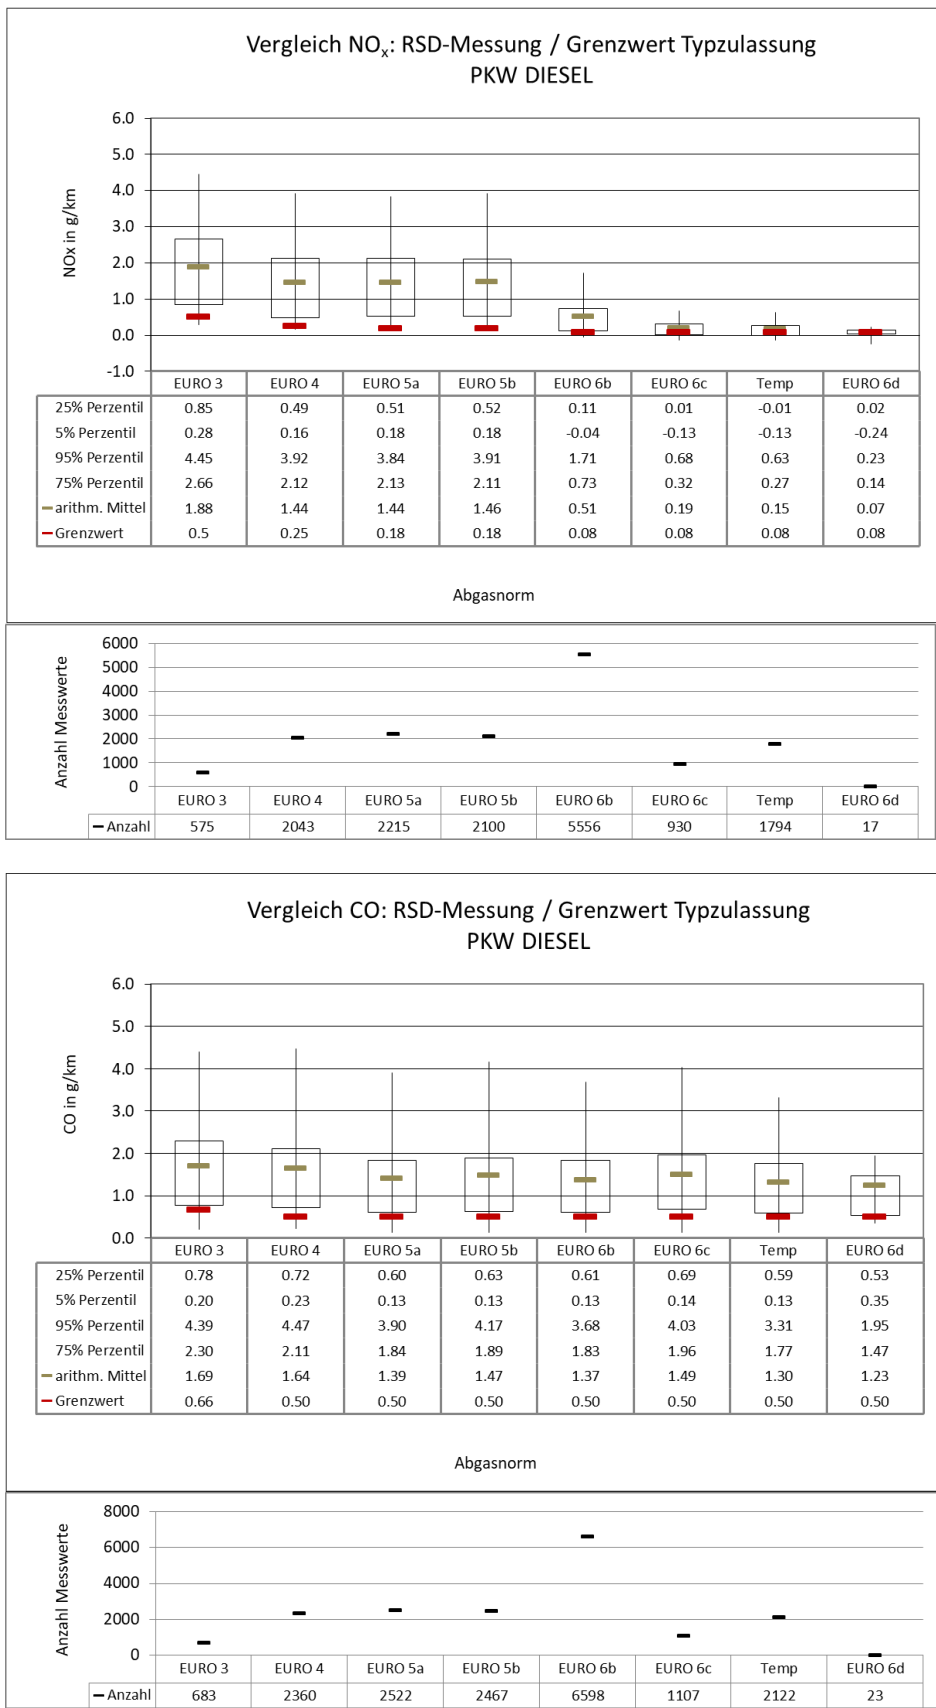 Vergleich NOx: RSD-Messung / Grenzwert Typzulassung
PKW DIESEL
NOx in g/km
6.0
5.0
4.0
3.0
2.0
1.0
0.0
-1.0
EURO 3 EURO 4 EURO 5a EURO 5b EURO 6b EURO 6c Temp EURO 6d
25% Perzentil 0.85 0.49 0.51 0.52 0.11 0.01 -0.01 0.02
5% Perzentil 0.28 0.16 0.18 0.18 -0.04 -0.13 -0.13 -0.24
95% Perzentil 4.45 3.92 3.84 3.91 1.71 0.68 0.63 0.23
75% Perzentil 2.66 2.12 2.13 2.11 0.73 0.32 0.27 0.14
arithm. Mittel 1.88 1.44 1.44 1.46 0.51 0.19 0.15 0.07
Grenzwert 0.5 0.25 0.18 0.18 0.08 0.08 0.08 0.08
Abgasnorm
Anzahl Messwerte
6000
5000
4000
3000
2000
1000
0
EURO 3 EURO 4 EURO 5a EURO 5b EURO 6b EURO 6c Temp EURO 6d
Anzahl 575 2043 2215 2100 5556 930 1794 17
Vergleich CO: RSD-Messung / Grenzwert Typzulassung
PKW DIESEL
CO in g/km
6.0
5.0
4.0
3.0
2.0
1.0
0.0
EURO 3 EURO 4 EURO 5a EURO 5b EURO 6b EURO 6c Temp EURO 6d
25% Perzentil 0.78 0.72 0.60 0.63 0.61 0.69 0.59 0.53
5% Perzentil 0.20 0.23 0.13 0.13 0.13 0.14 0.13 0.35
95% Perzentil 4.39 4.47 3.90 4.17 3.68 4.03 3.31 1.95
75% Perzentil 2.30 2.11 1.84 1.89 1.83 1.96 1.77 1.47
arithm. Mittel 1.69 1.64 1.39 1.47 1.37 1.49 1.30 1.23
Grenzwert 0.66 0.50 0.50 0.50 0.50 0.50 0.50 0.50
Abgasnorm
Anzahl Messwerte
8000
6000
4000
2000
0
EURO 3 EURO 4 EURO 5a EURO 5b EURO 6b EURO 6c Temp EURO 6d
Anzahl 683 2360 2522 2467 6598 1107 2122 23